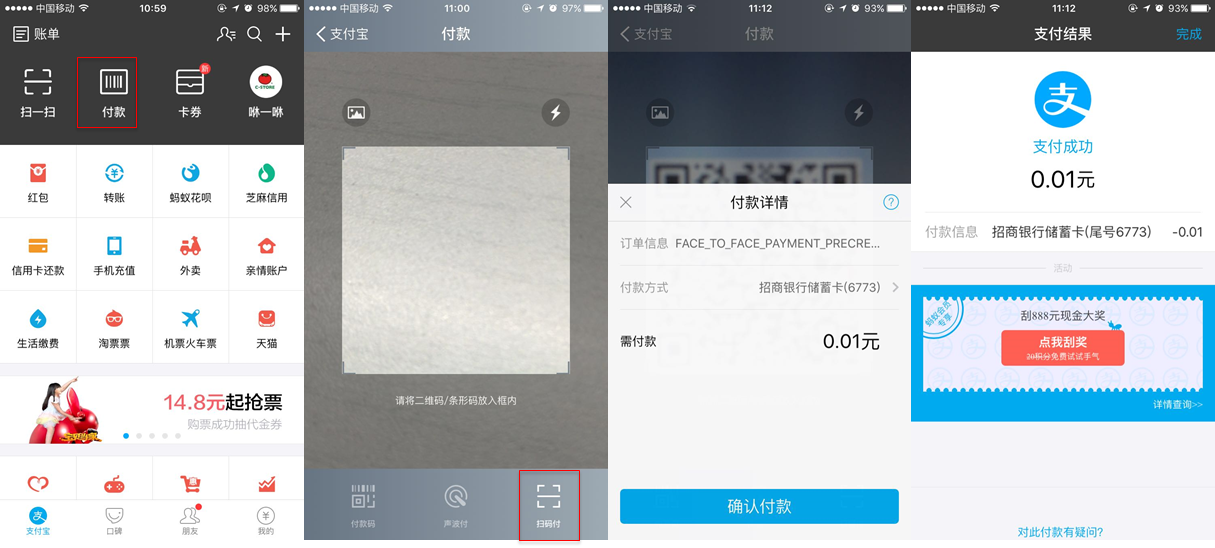 中国移动
10:59
98%
账单
扫一扫
付款
卡券
新
咻一咻
C-STORE
红包
转账
蚂蚁花呗
芝麻信用
信用卡还款
手机充值
外卖
亲情账户
生活缴费
淘票票
机票火车票
天猫
14.8元起抢票
购票成功抽代金券
支付宝
口碑
朋友
我的
中国移动
11:00
97%
支付宝
付款
请将二维码/条形码放入框内
付款码
声波付
扫码付
中国移动
11:12
93%
支付宝
付款
付款详情
订单信息 FACE_TO_FACE_PAYMENT_PRECRE...
付款方式 招商银行储蓄卡(6773)
需付款 0.01元
确认付款
中国移动
11:12
93%
支付结果
完成
支
支付成功
0.01元
付款信息 招商银行储蓄卡(尾号6773) -0.01
活动
蚂蚁会员
专享
刮888元现金大奖
点我刮奖
20积分免费试试手气
详情查询>>
对此付款有疑问?